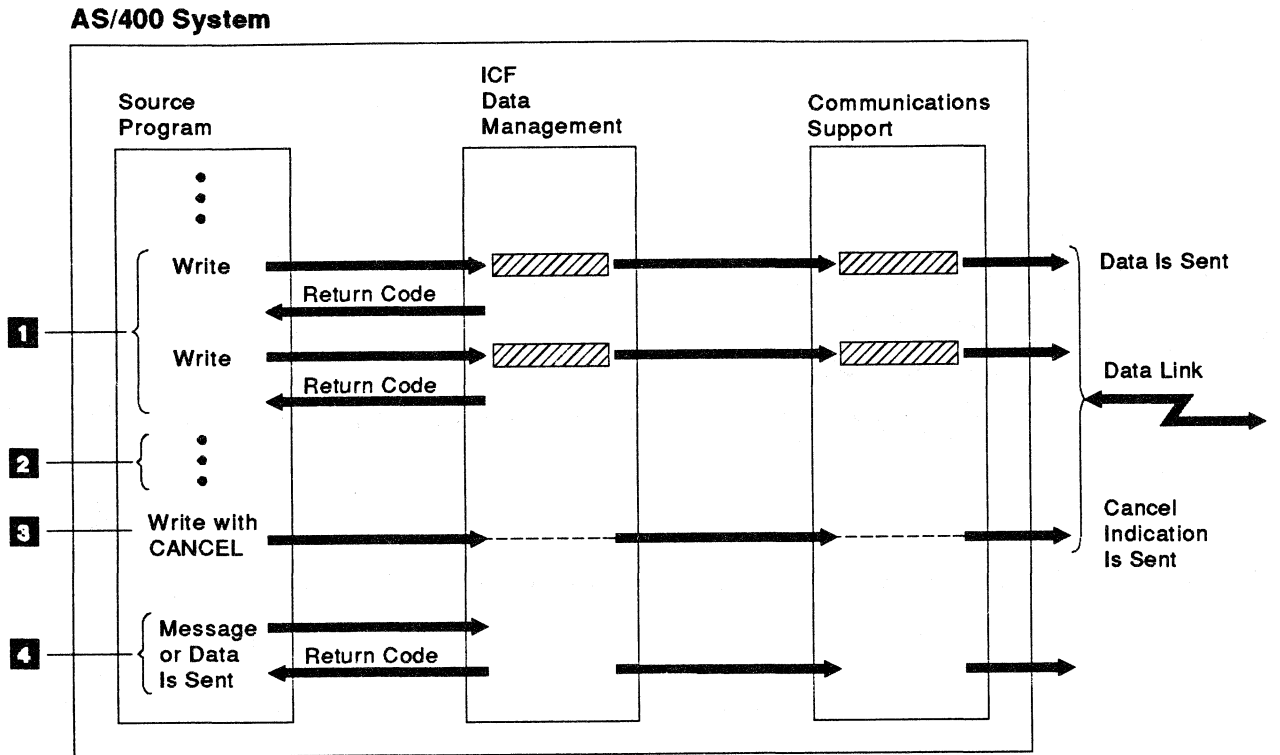 AS/400 System
Source
Program
ICF
Data
Management
Communications
Support
1
Write
Return Code
Data Is Sent
Write
Return Code
Data Link
2
3
Write with
CANCEL
Cancel
Indication
Is Sent
4
Message
or Data
Is Sent
Return Code